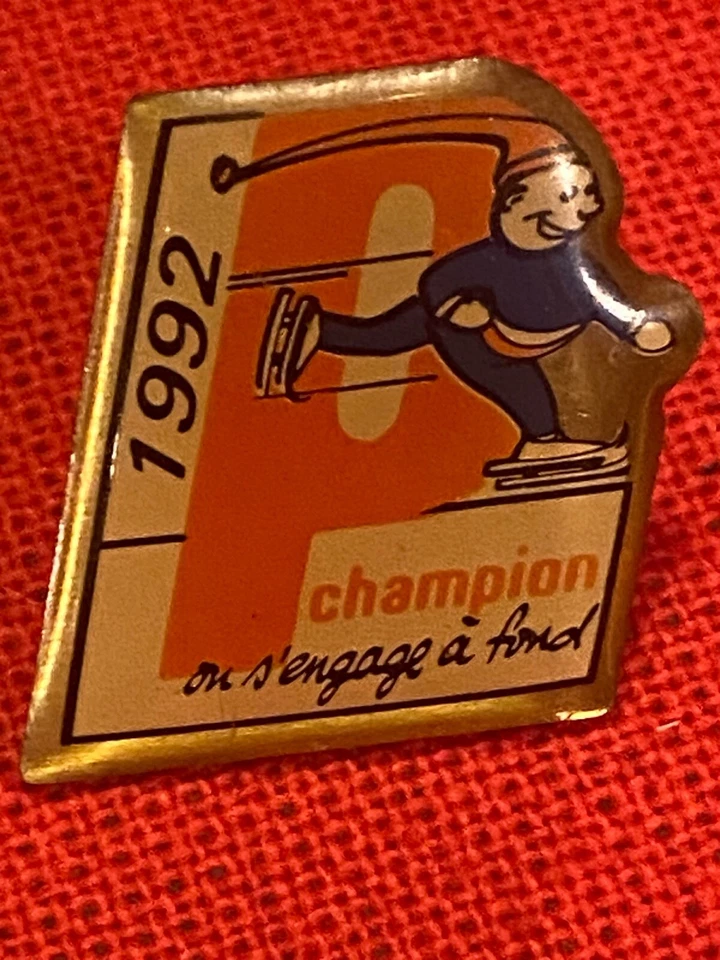 1992
P
champion
on s'engage à fond